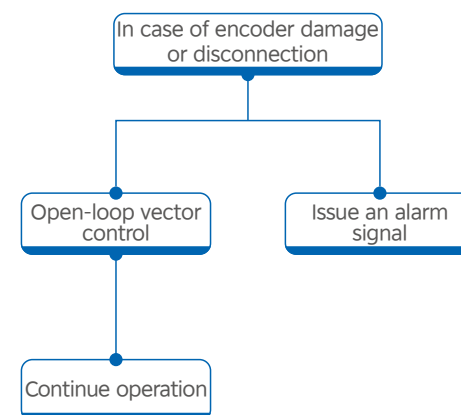 In case of encoder damage
or disconnection
Open-loop vector
control
Issue an alarm
signal
Continue operation